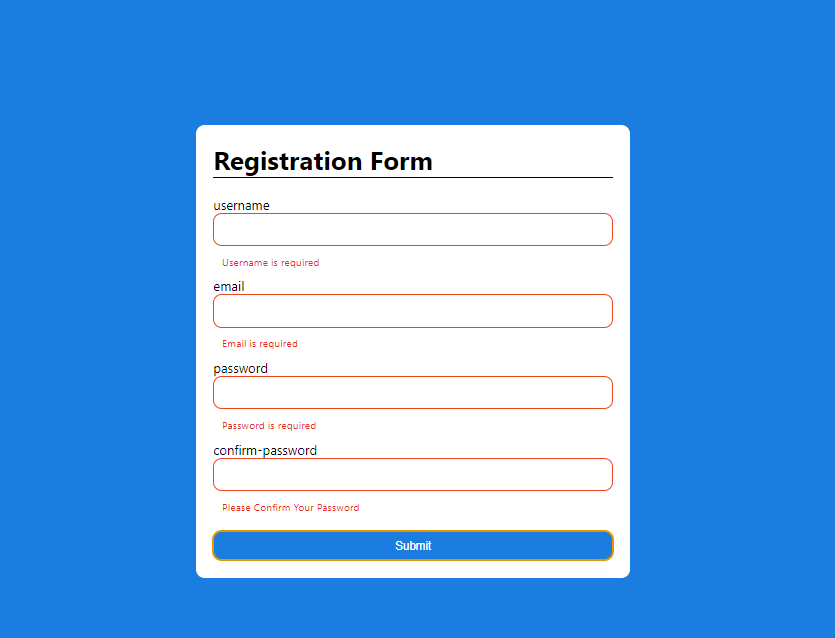 Registration Form
username
Username is required
email
Email is required
password
Password is required
confirm-password
Please Confirm Your Password
Submit